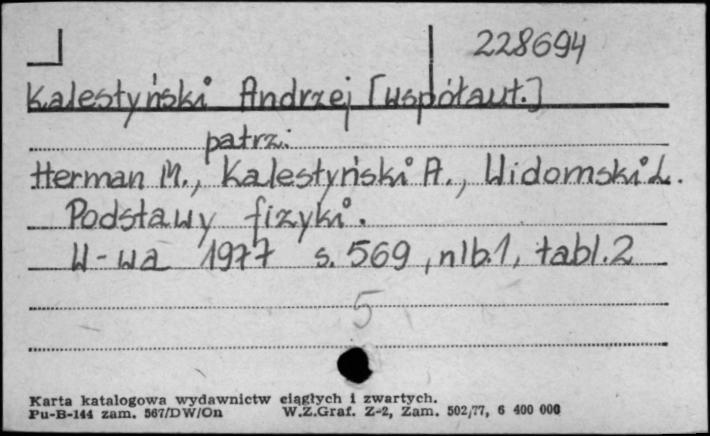 228694
Kalestyński Andrzej [współaut.]
patrz:
Herman M., Kalestyński A., Widomski L.
Podstawy fizyki.
W-wa 1977 s. 569, nlb.1, tabl.2
5
Karta katalogowa wydawnictw ciągłych i zwartych.
Pu-B-144 zam. 567/DW/On W.Z.Graf. Z-2, Zam. 502/77, 6 400 000